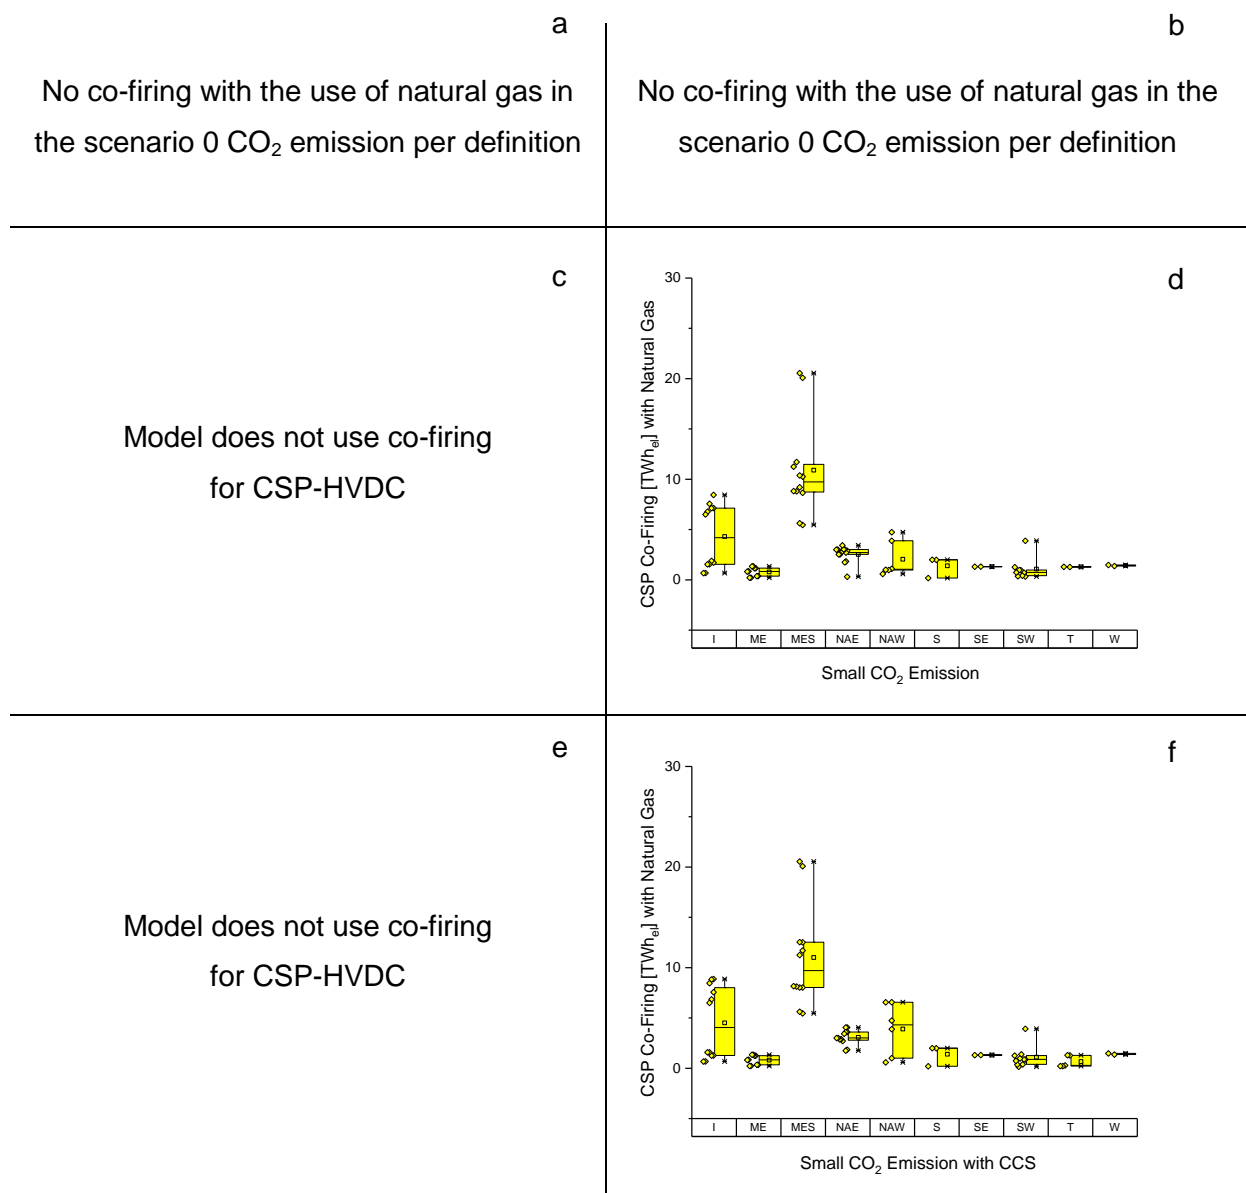 a
No co-firing with the use of natural gas in
the scenario 0 CO₂ emission per definition
b
No co-firing with the use of natural gas in the
scenario 0 CO₂ emission per definition
c
Model does not use co-firing
for CSP-HVDC
d
CSP Co-Firing [TWhₑₗ] with Natural Gas
30
20
10
0
I ME MES NAE NAW S SE SW T W
Small CO₂ Emission
e
Model does not use co-firing
for CSP-HVDC
f
CSP Co-Firing [TWhₑₗ] with Natural Gas
30
20
10
0
I ME MES NAE NAW S SE SW T W
Small CO₂ Emission with CCS